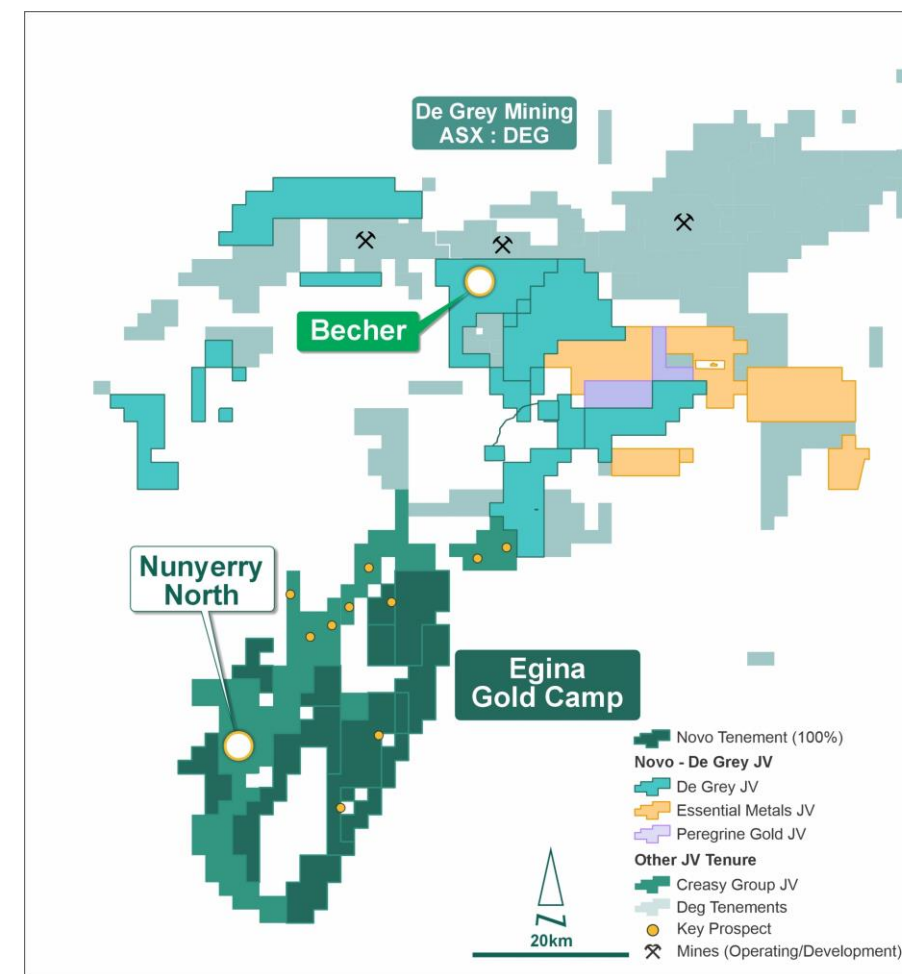 De Grey Mining
ASX : DEG
Becher
Nunyerry
North
Egina
Gold Camp
Novo Tenement (100%)
Novo - De Grey JV
De Grey JV
Essential Metals JV
Peregrine Gold JV
Other JV Tenure
Creasy Group JV
Deg Tenements
Key Prospect
Mines (Operating/Development)
N
20km